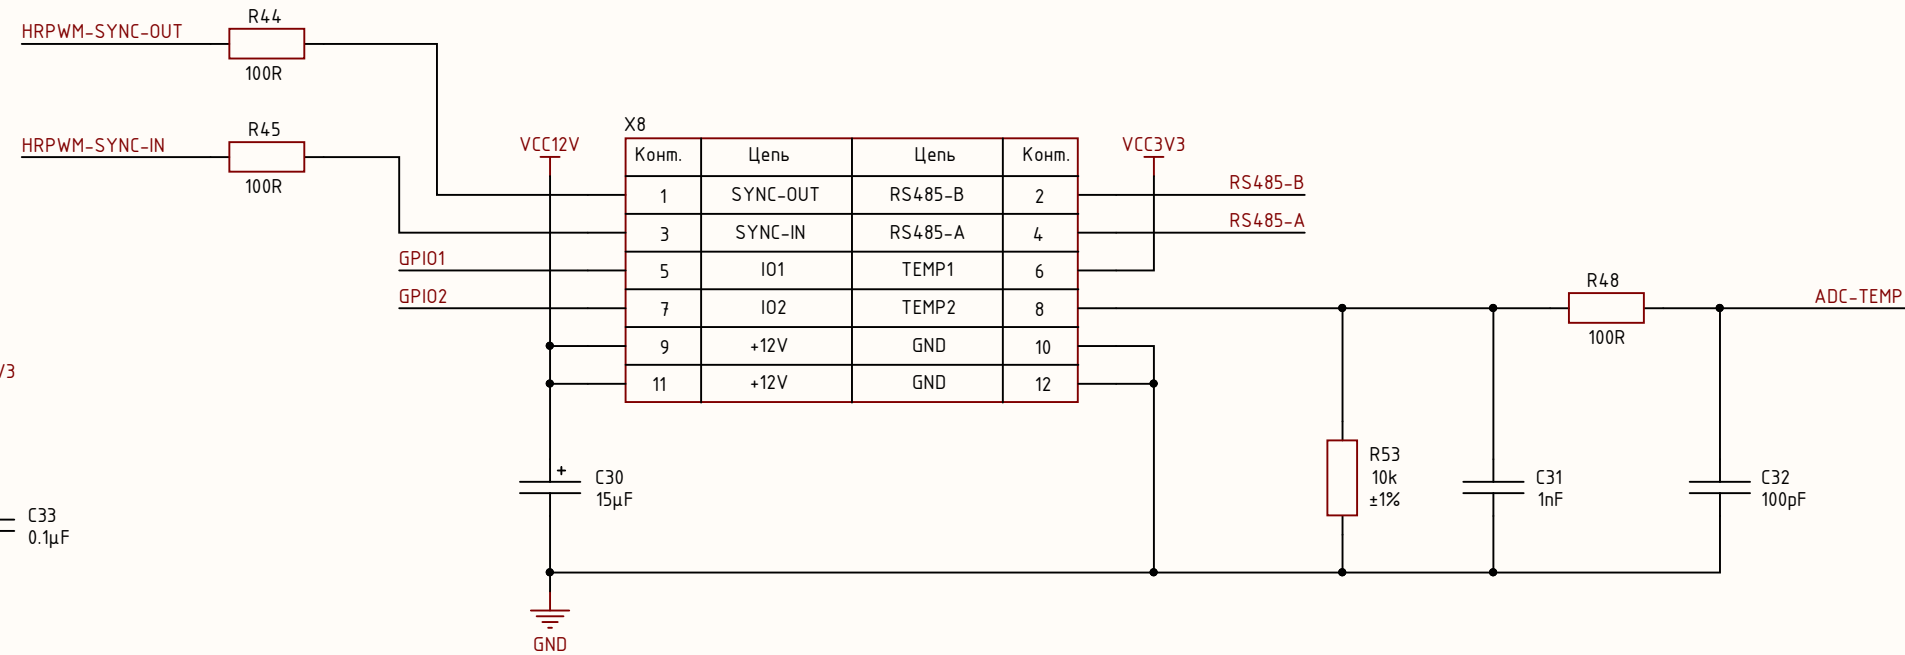 R44
HRPWM-SYNC-OUT
100R
R45
HRPWM-SYNC-IN
100R
VCC12V
X8
VCC3V3
Конт. Цепь Цепь Конт.
1 SYNC-OUT RS485-B 2
RS485-B
3 SYNC-IN RS485-A 4
RS485-A
GPIO1
5 IO1 TEMP1 6
GPIO2
7 IO2 TEMP2 8
R48
100R
ADC-TEMP
9 +12V GND 10
11 +12V GND 12
V3
+
C30
15µF
R53
10k
±1%
C31
1nF
C32
100pF
C33
0.1µF
GND